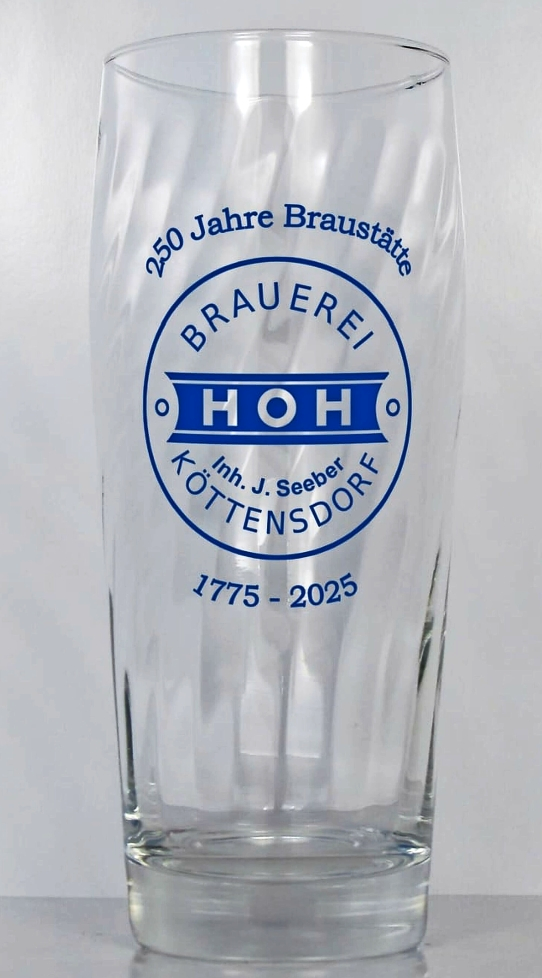 250 Jahre Braustätte
BRAUEREI
HOH
Inh. J. Seeber
KÖTTENSDORF
1775 - 2025